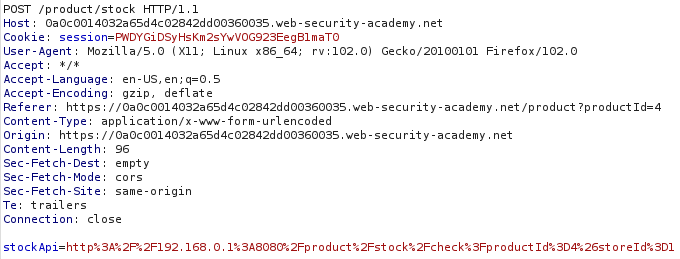 POST /product/stock HTTP/1.1
Host: 0a0c0014032a65d4c02842dd00360035.web-security-academy.net
Cookie: session=PWDYGiDSyHsKm2sYwVOG923EegBlmaT0
User-Agent: Mozilla/5.0 (X11; Linux x86_64; rv:102.0) Gecko/20100101 Firefox/102.0
Accept: */*
Accept-Language: en-US,en;q=0.5
Accept-Encoding: gzip, deflate
Referer: https://0a0c0014032a65d4c02842dd00360035.web-security-academy.net/product?productId=4
Content-Type: application/x-www-form-urlencoded
Origin: https://0a0c0014032a65d4c02842dd00360035.web-security-academy.net
Content-Length: 96
Sec-Fetch-Dest: empty
Sec-Fetch-Mode: cors
Sec-Fetch-Site: same-origin
Te: trailers
Connection: close
stockApi=http%3A%2F%2F192.168.0.1%3A8080%2Fproduct%2Fstock%2Fcheck%3FproductId%3D4%26storeId%3D1